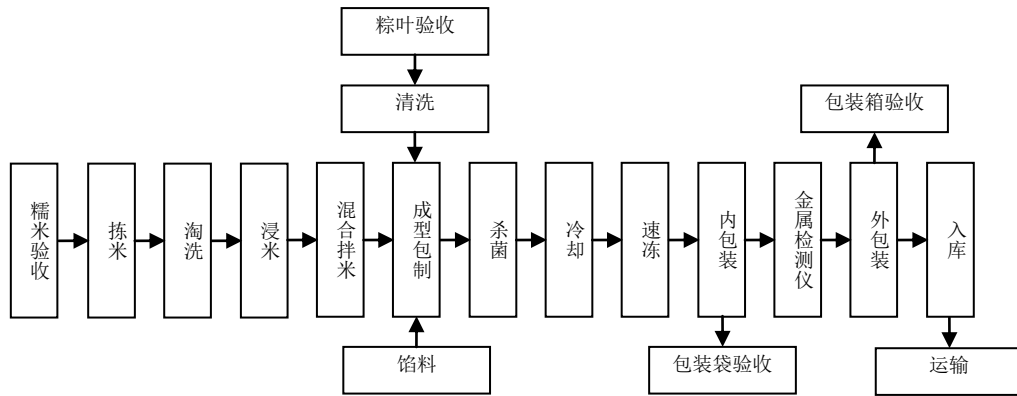 粽叶验收
清洗
包装箱验收
糯米验收
拣米
淘洗
浸米
混合拌米
成型包制
杀菌
冷却
速冻
内包装
金属检测仪
外包装
入库
馅料
包装袋验收
运输